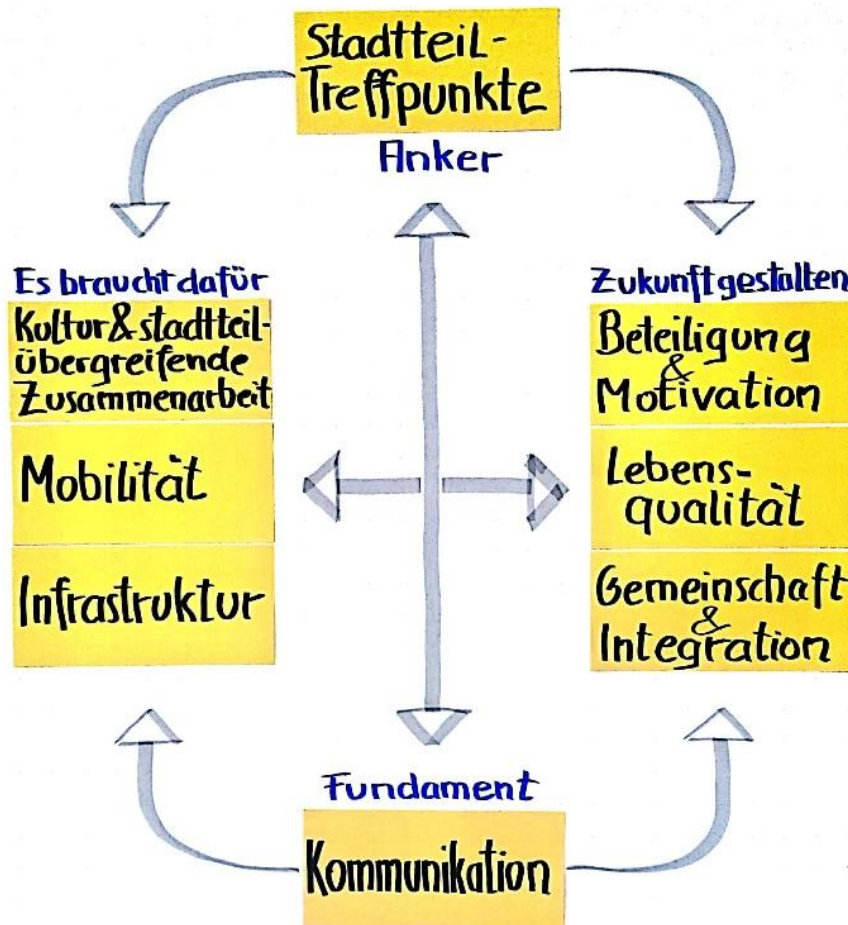 Stadtteil-
Treffpunkte
Anker
Es braucht dafür
Kultur & stadtteil-
übergreifende
Zusammenarbeit
Mobilität
Infrastruktur
Zukunft gestalten
Beteiligung
&
Motivation
Lebens-
qualität
Gemeinschaft
&
Integration
Fundament
Kommunikation